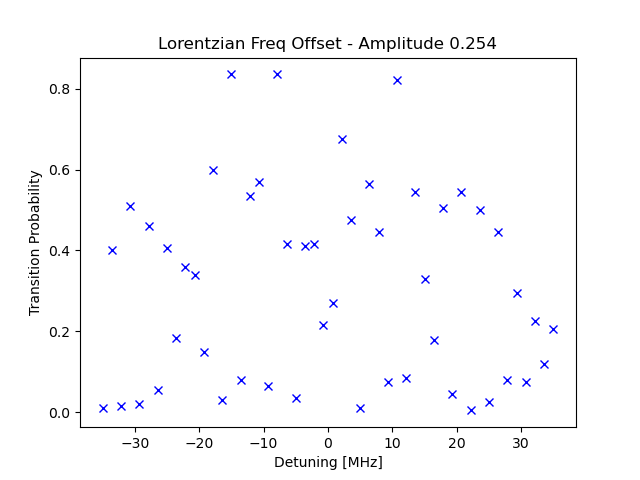 Lorentzian Freq Offset - Amplitude 0.254
0.8
0.6
0.4
0.2
0.0
Transition Probability
−30 −20 −10 0 10 20 30
Detuning [MHz]